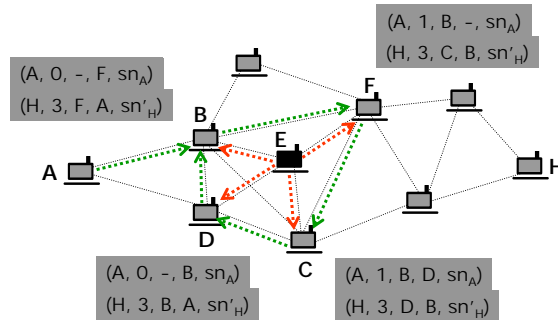 (A, 1, B, -, snA)
(H, 3, C, B, sn'H)
(A, 0, -, F, snA)
(H, 3, F, A, sn'H)
F
B
E
A
H
D
C
(A, 0, -, B, snA)
(H, 3, B, A, sn'H)
(A, 1, B, D, snA)
(H, 3, D, B, sn'H)